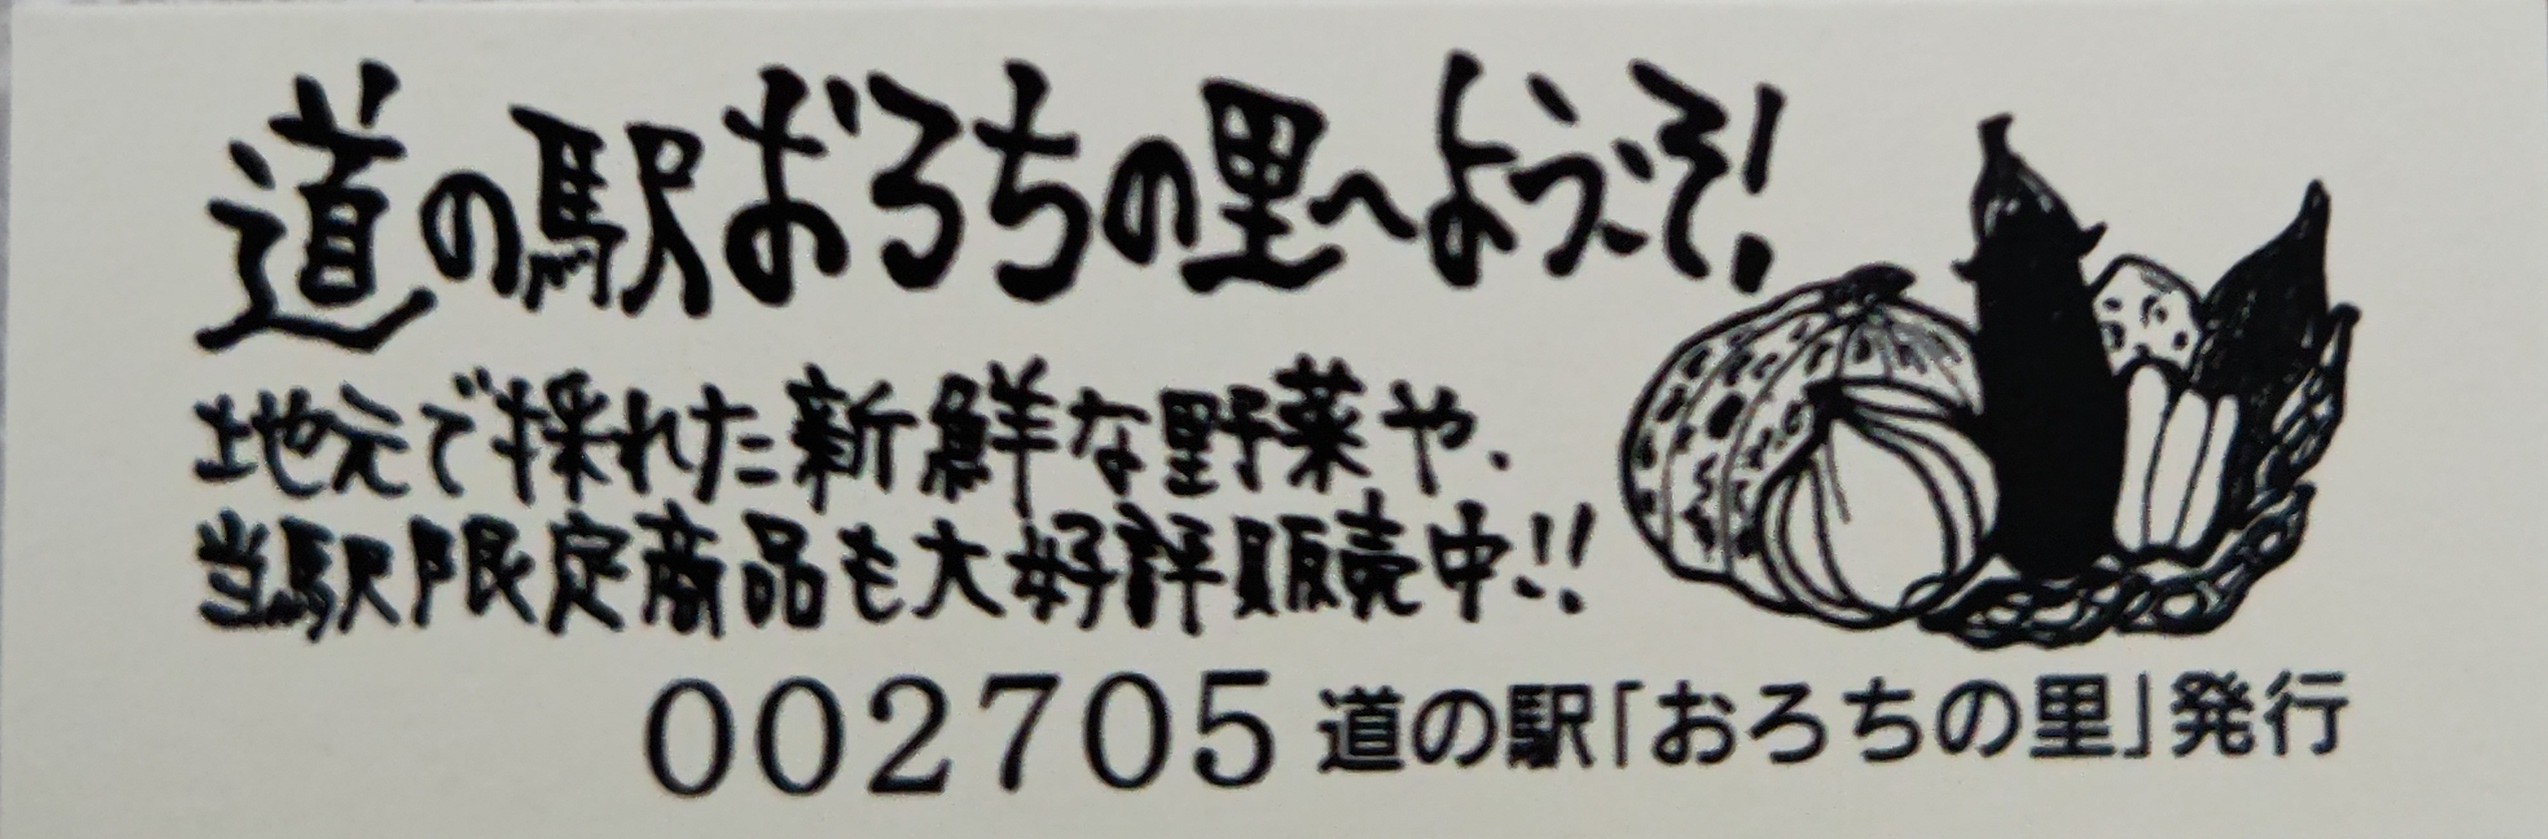 道の駅おろちの里へようこそ!
地元で採れた新鮮な野菜や、
当駅限定商品も大好評販売中!!
002705 道の駅「おろちの里」発行